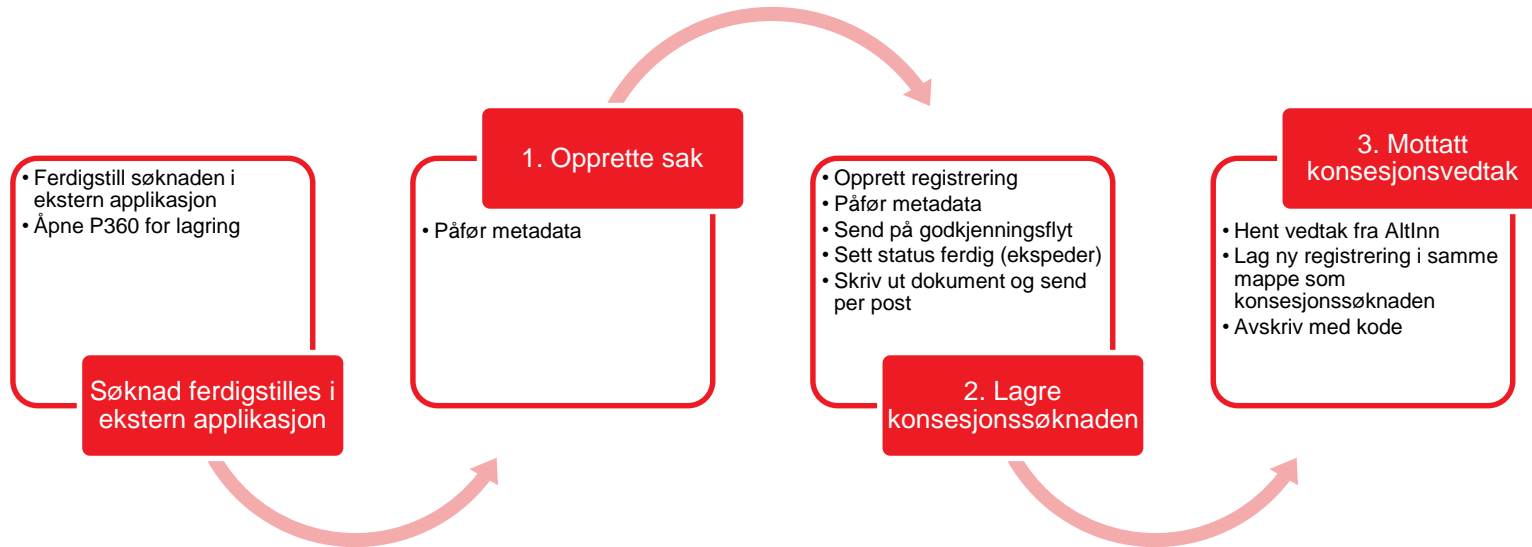 • Ferdigstill søknaden i
ekstern applikasjon
• Åpne P360 for lagring
Søknad ferdigstilles i
ekstern applikasjon
1. Opprette sak
• Påfør metadata
• Opprett registrering
• Påfør metadata
• Send på godkjenningsflyt
• Sett status ferdig (ekspeder)
• Skriv ut dokument og send
per post
2. Lagre
konsesjonssøknaden
3. Mottatt
konsesjonsvedtak
• Hent vedtak fra AltInn
• Lag ny registrering i samme
mappe som
konsesjonssøknaden
• Avskriv med kode